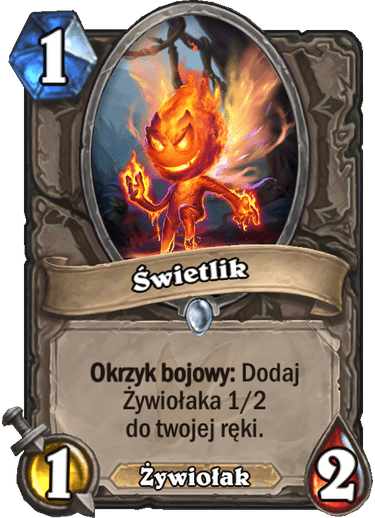 1
Świetlik
Okrzyk bojowy: Dodaj
Żywiołaka 1/2
do twojej ręki.
1
Żywiołak
2